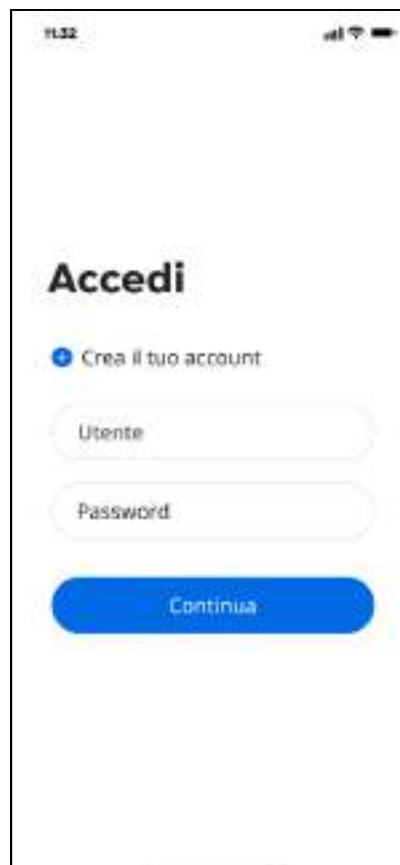 11.32
Accedi
Crea il tuo account
Utente
Password
Continua